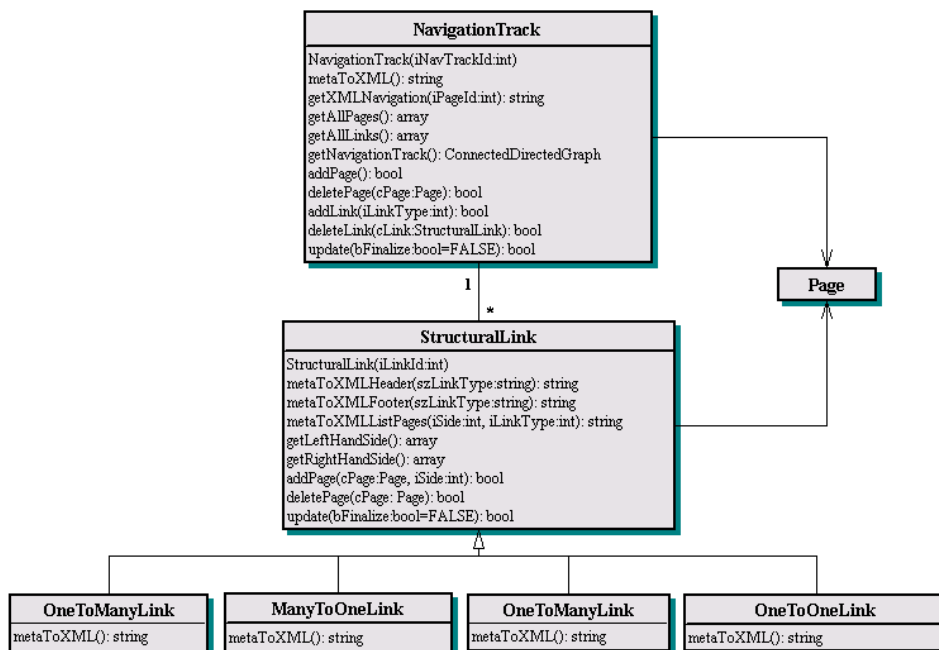 NavigationTrack
NavigationTrack(iNavTrackId:int)
metaToXML(): string
getXMLNavigation(iPageId:int): string
getAllPages(): array
getAllLinks(): array
getNavigationTrack(): ConnectedDirectedGraph
addPage(): bool
deletePage(cPage:Page): bool
addLink(iLinkType:int): bool
deleteLink(cLink:StructuralLink): bool
update(bFinalize:bool=FALSE): bool
1
Page
*
StructuralLink
StructuralLink(iLinkId:int)
metaToXMLHeader(szLinkType:string): string
metaToXMLFooter(szLinkType:string): string
metaToXMLListPages(iSide:int, iLinkType:int): string
getLeftHandSide(): array
getRightHandSide(): array
addPage(cPage:Page, iSide:int): bool
deletePage(cPage: Page): bool
update(bFinalize:bool=FALSE): bool
OneToManyLink
metaToXML(): string
ManyToOneLink
metaToXML(): string
OneToManyLink
metaToXML(): string
OneToOneLink
metaToXML(): string